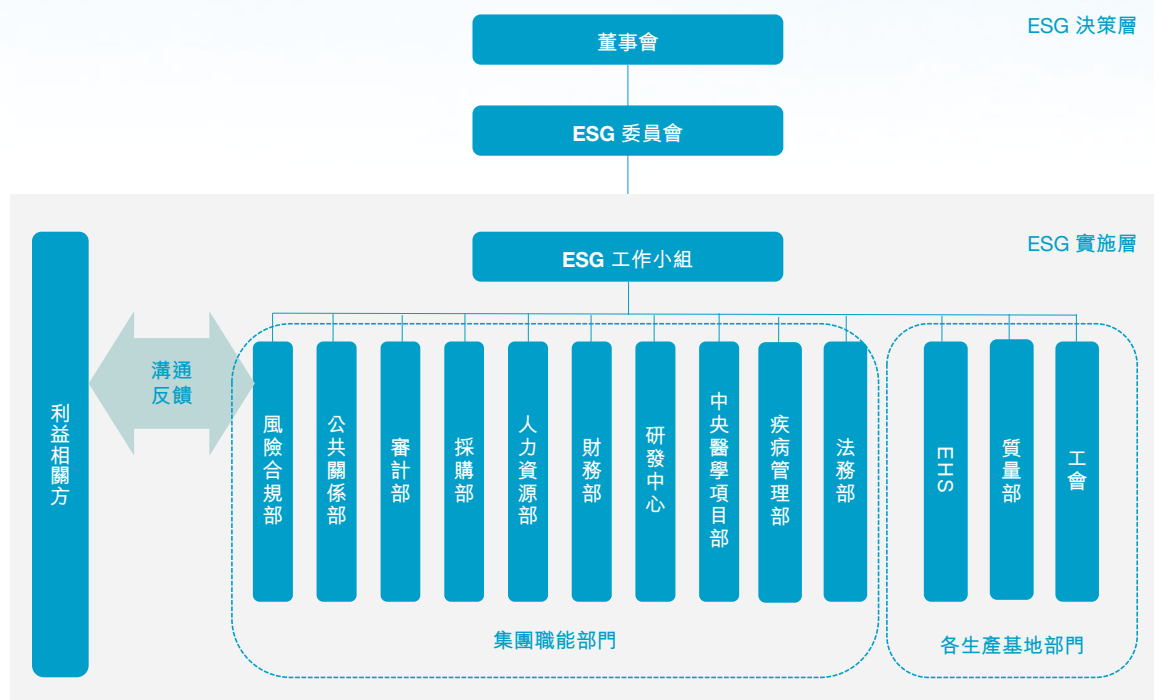 ESG 決策層
董事會
ESG 委員會
ESG 實施層
ESG 工作小組
利益相關方
溝通
反饋
風險合規部
公共關係部
審計部
採購部
人力資源部
財務部
研發中心
中央醫學項目部
疾病管理部
法務部
EHS
質量部
工會
集團職能部門
各生產基地部門